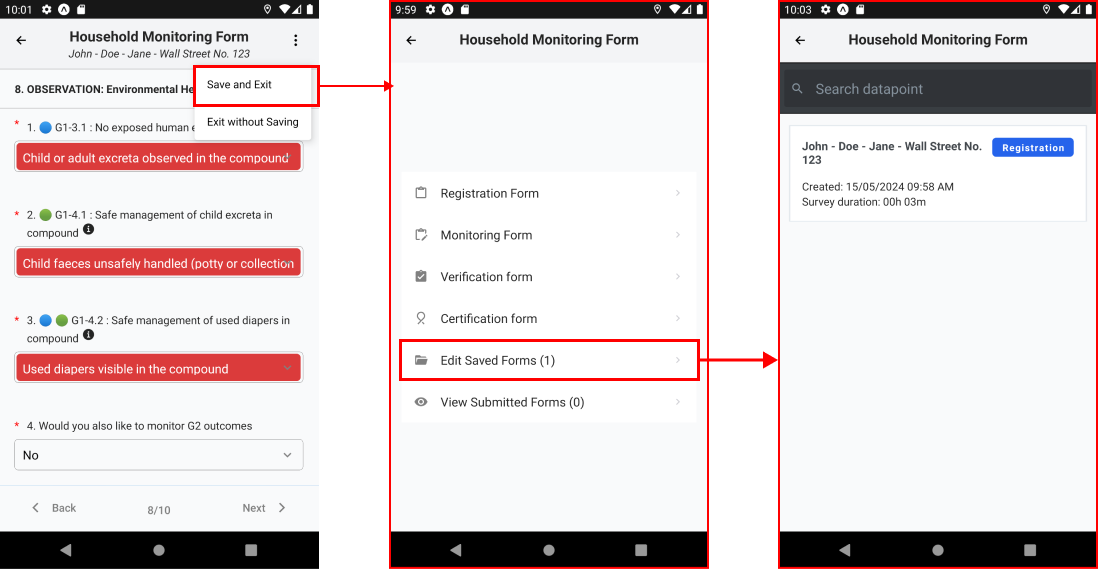 10:01
Household Monitoring Form
John - Doe - Jane - Wall Street No. 123
Save and Exit
Exit without Saving
8. OBSERVATION: Environmental He
* 1. G1-3.1 : No exposed human e
Child or adult excreta observed in the compound
* 2. G1-4.1 : Safe management of child excreta in
compound
Child faeces unsafely handled (potty or collection
* 3. G1-4.2 : Safe management of used diapers in
compound
Used diapers visible in the compound
* 4. Would you also like to monitor G2 outcomes
No
Back 8/10 Next
9:59
Household Monitoring Form
Registration Form
Monitoring Form
Verification form
Certification form
Edit Saved Forms (1)
View Submitted Forms (0)
10:03
Household Monitoring Form
Search datapoint
John - Doe - Jane - Wall Street No.
123
Registration
Created: 15/05/2024 09:58 AM
Survey duration: 00h 03m